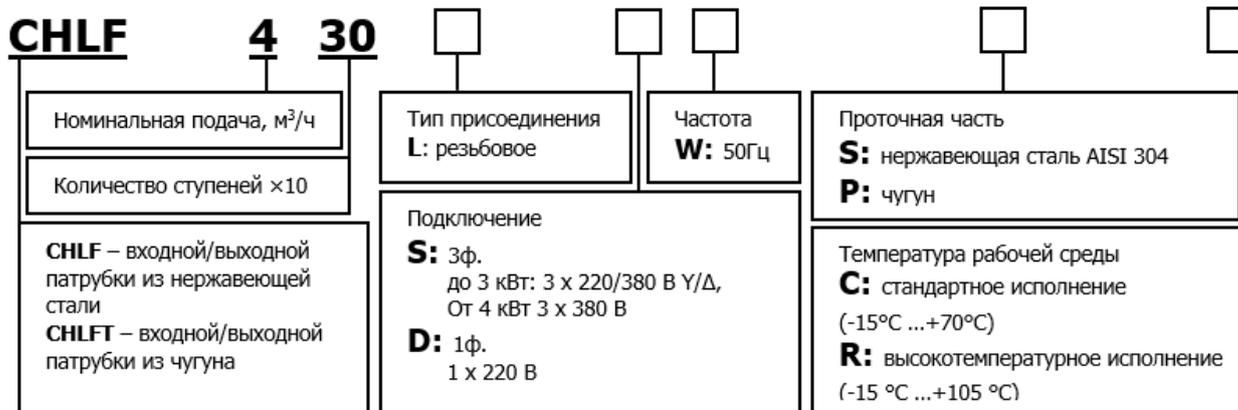 CHLF 4 30
Номинальная подача, м³/ч
Количество ступеней ×10
CHLF – входной/выходной
патрубки из нержавеющей
стали
CHLFT – входной/выходной
патрубки из чугуна
Тип присоединения
L: резьбовое
Частота
W: 50Гц
Подключение
S: 3ф.
до 3 кВт: 3 x 220/380 В Y/Δ,
От 4 кВт 3 x 380 В
D: 1ф.
1 x 220 В
Проточная часть
S: нержавеющая сталь AISI 304
P: чугун
Температура рабочей среды
C: стандартное исполнение
(-15°C ...+70°C)
R: высокотемпературное исполнение
(-15 °C ...+105 °C)